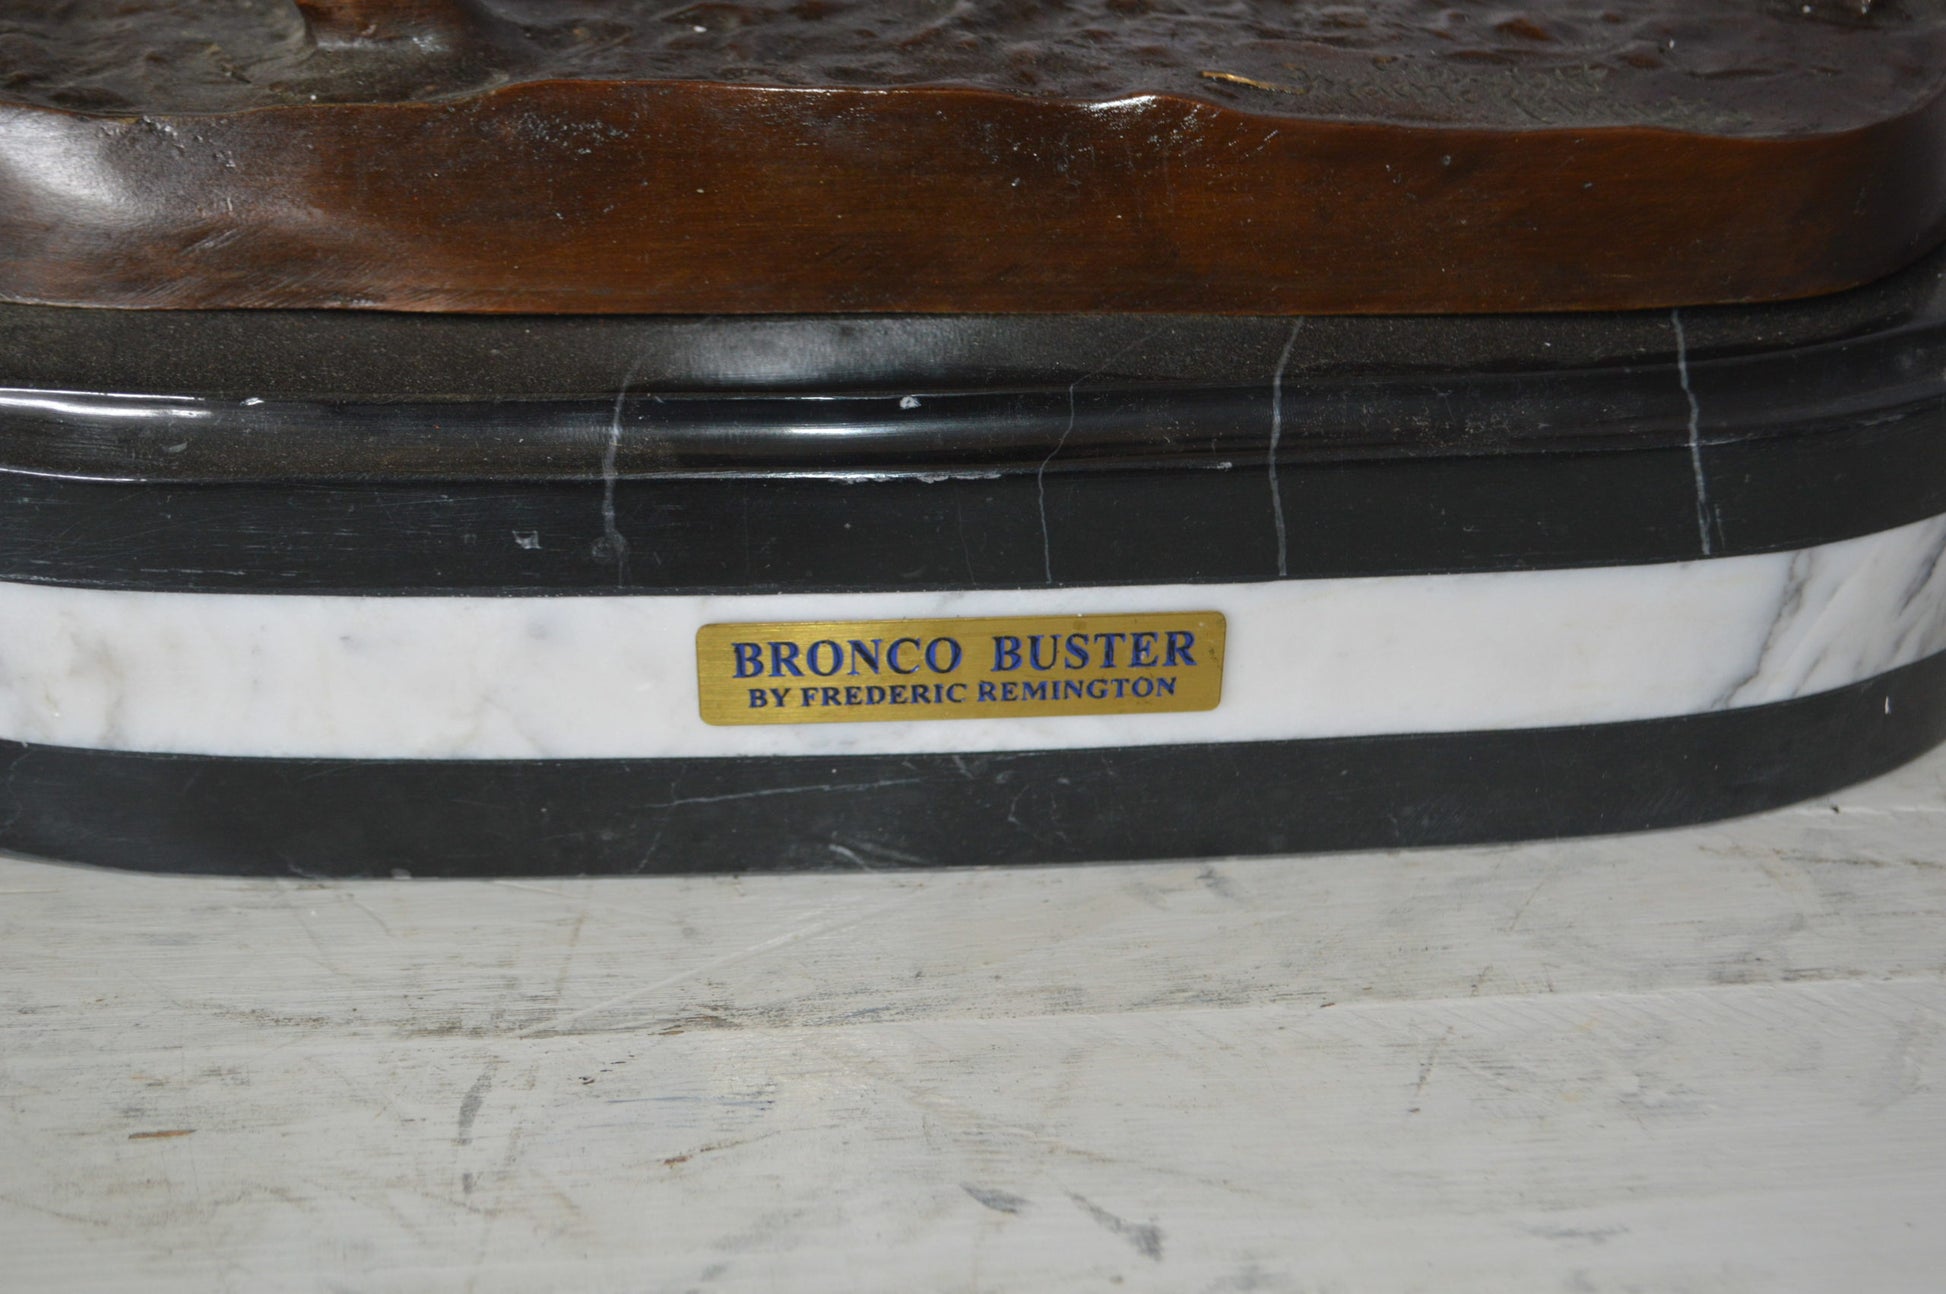 BRONCO BUSTER
BY FREDERIC REMINGTON